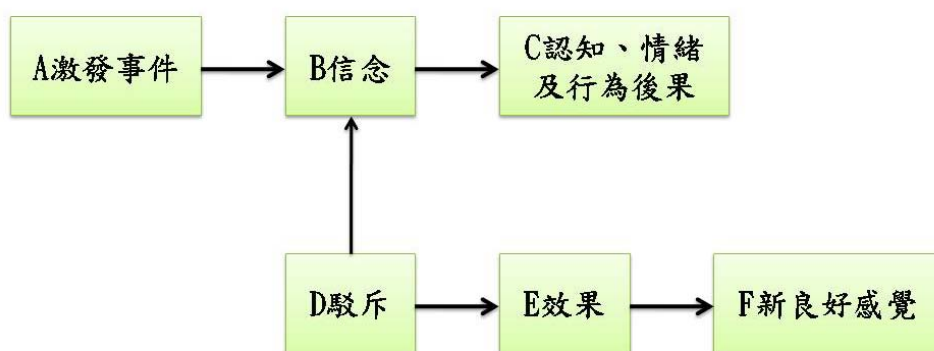 A激發事件
B信念
C認知、情緒
及行為後果
D駁斥
E效果
F新良好感覺